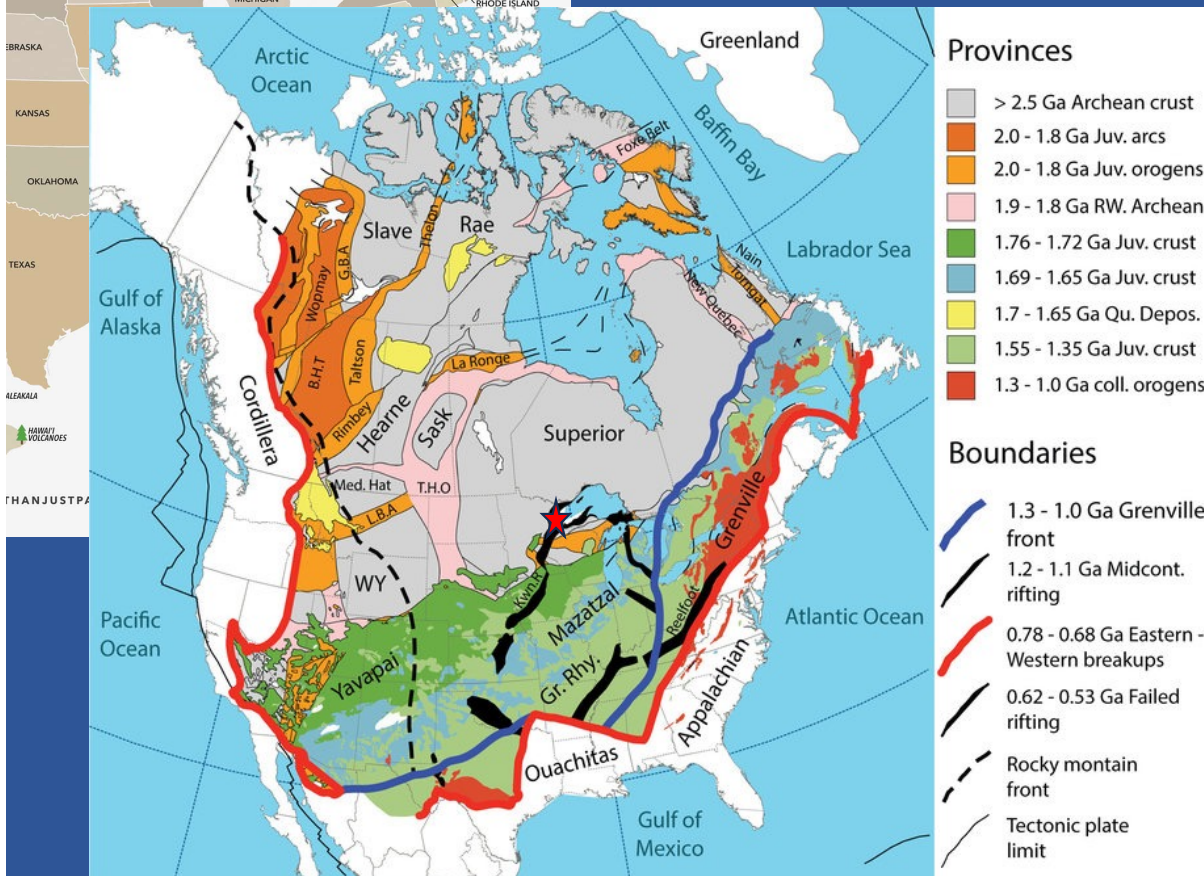 MICHIGAN
RHODE ISLAND
EBRASKA
KANSAS
OKLAHOMA
TEXAS
ALEAKALA
HAWAI'I
VOLCANOES
THANJUSTPA
Arctic
Ocean
Greenland
Baffin Bay
Foxe Belt
Labrador Sea
Gulf of
Alaska
Slave
Rae
Thelon
G.B.A
Wopmay
Nain
Torngat
New Quebec
B.H.T
Taltson
La Ronge
Rimbey
Hearne
Sask
Superior
Cordillera
Med. Hat
T.H.O
L.B.A
WY
Grenville
Pacific
Ocean
Kwn.R
Mazatzal
Reelfoot
Atlantic Ocean
Yavapai
Gr. Rhy.
Appalachian
Ouachitas
Gulf of
Mexico
Provinces
> 2.5 Ga Archean crust
2.0 - 1.8 Ga Juv. arcs
2.0 - 1.8 Ga Juv. orogens
1.9 - 1.8 Ga RW. Archean
1.76 - 1.72 Ga Juv. crust
1.69 - 1.65 Ga Juv. crust
1.7 - 1.65 Ga Qu. Depos.
1.55 - 1.35 Ga Juv. crust
1.3 - 1.0 Ga coll. orogens
Boundaries
1.3 - 1.0 Ga Grenville
front
1.2 - 1.1 Ga Midcont.
rifting
0.78 - 0.68 Ga Eastern -
Western breakups
0.62 - 0.53 Ga Failed
rifting
Rocky montain
front
Tectonic plate
limit